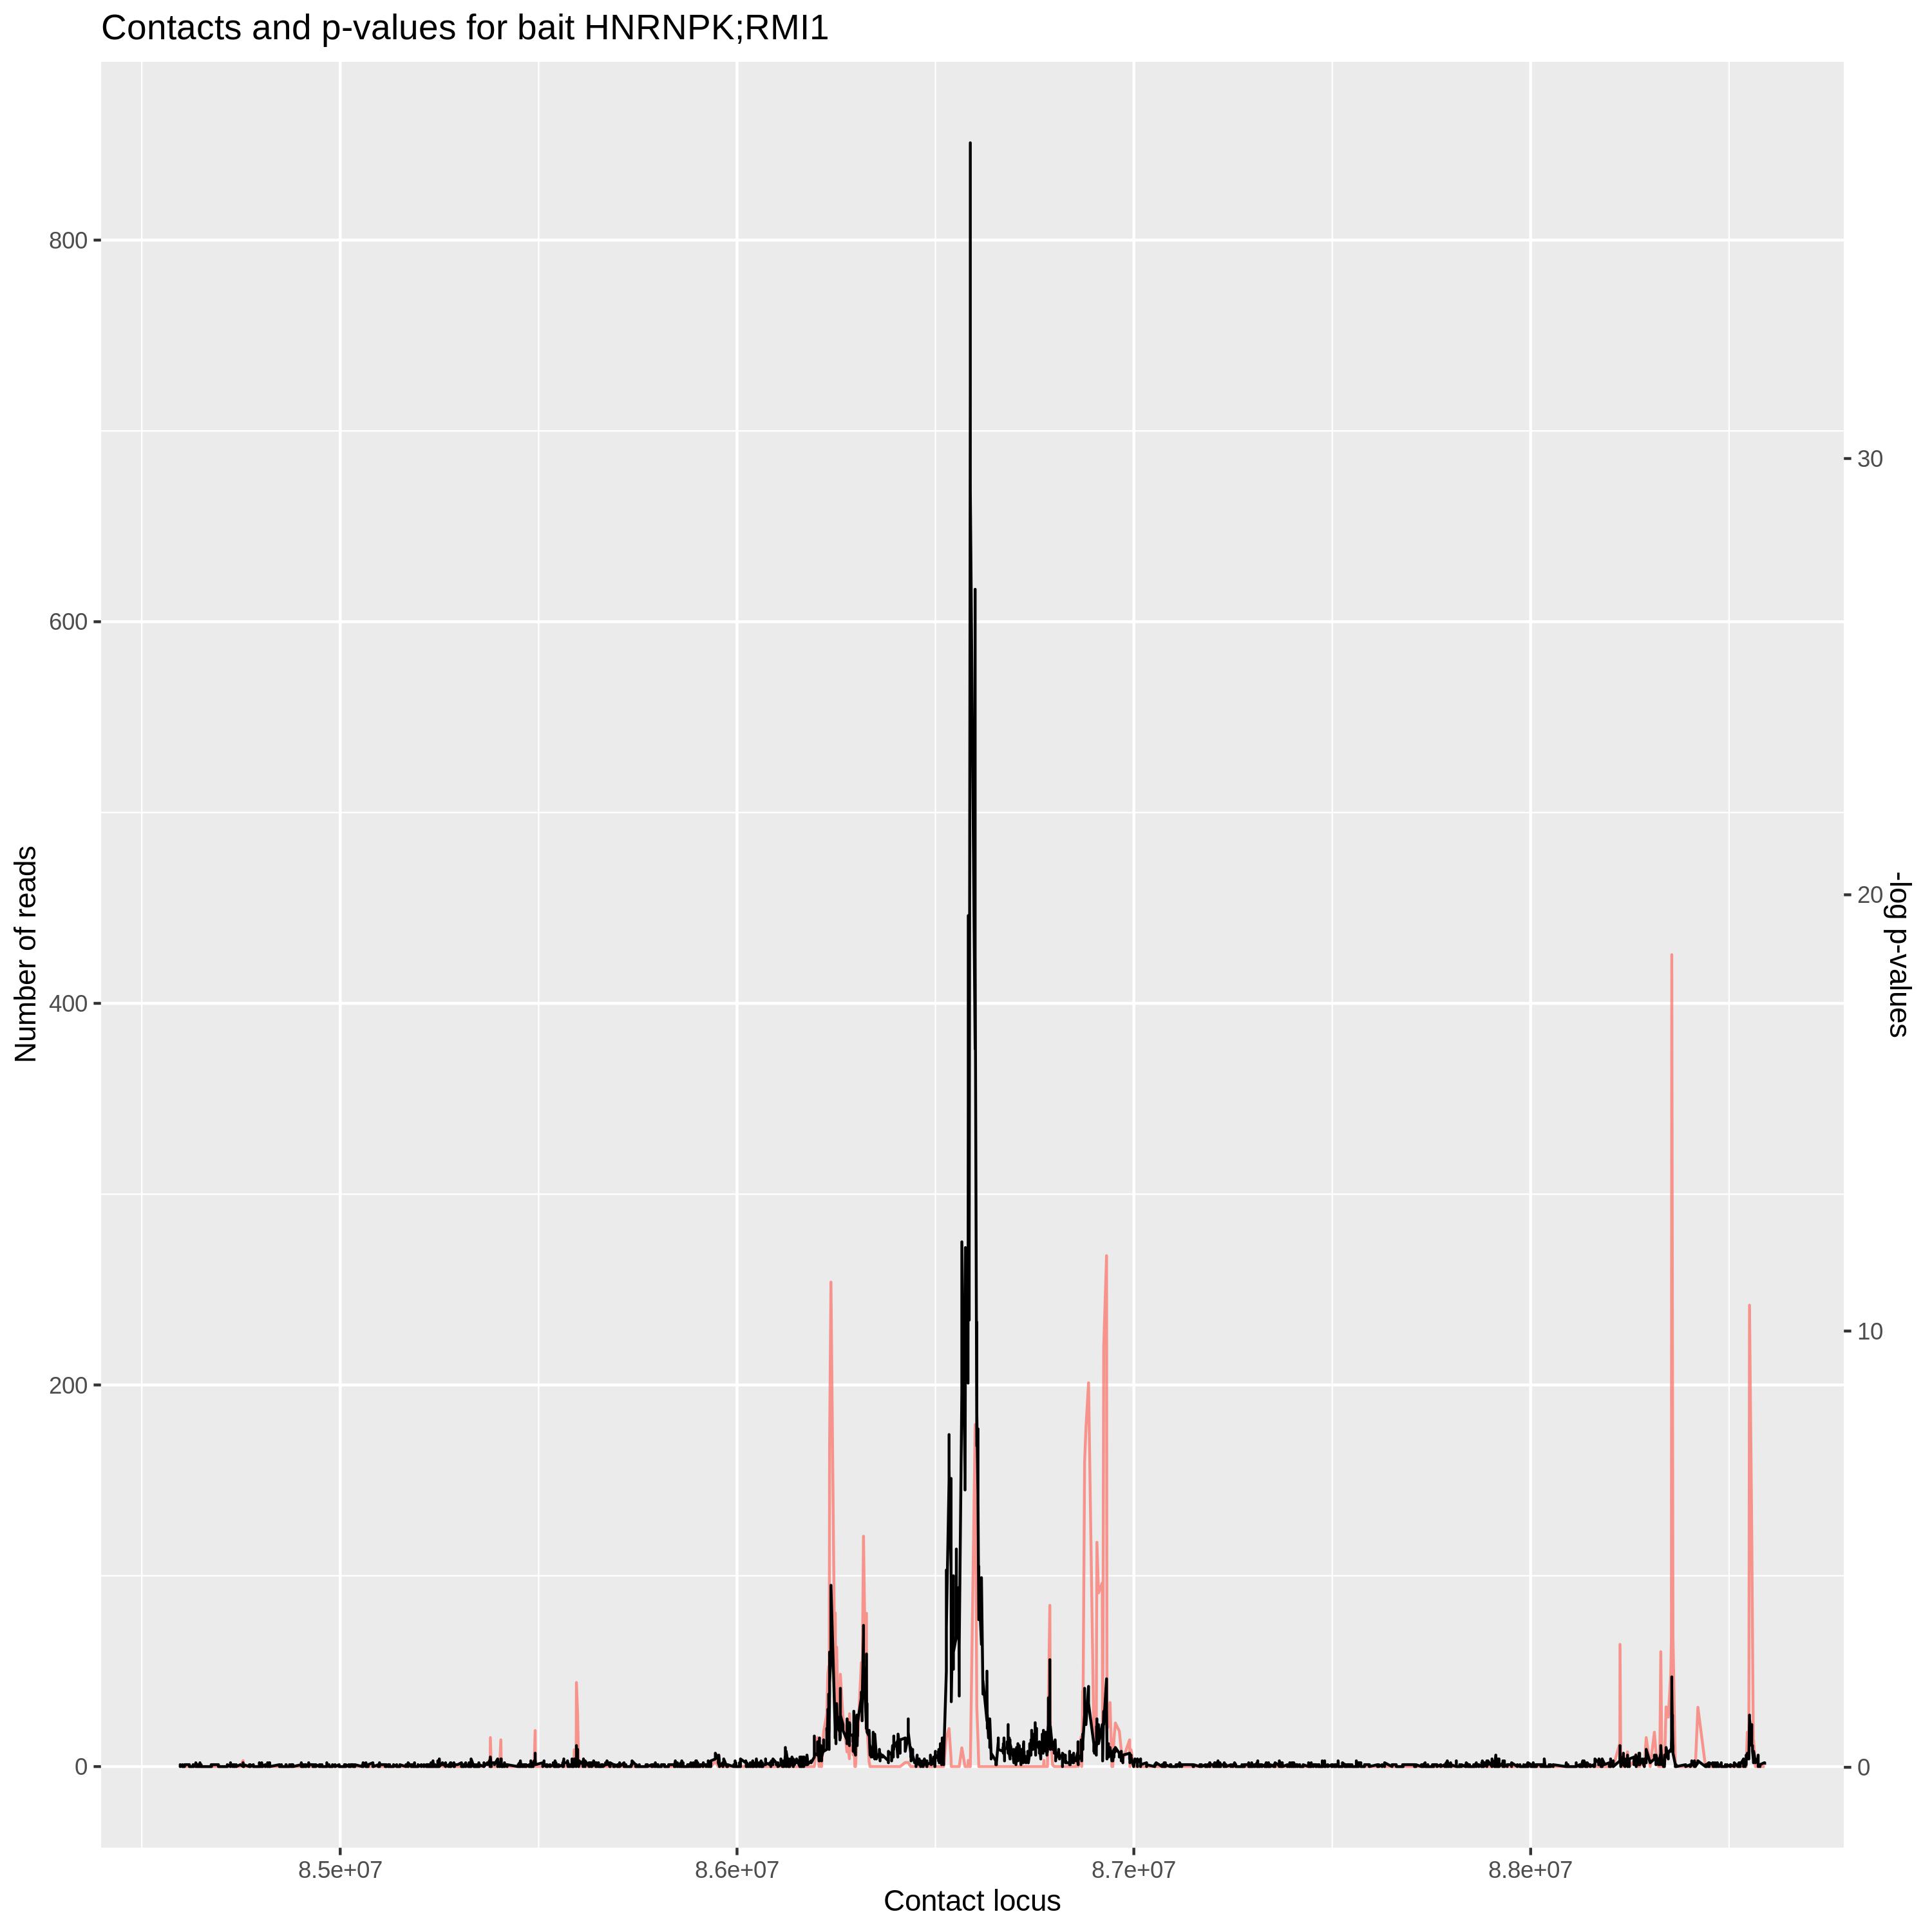 Contacts and p-values for bait HNRNPK;RMI1
Number of reads
800
600
400
200
0
30
20
10
0
-log p-values
8.5e+07 8.6e+07 8.7e+07 8.8e+07
Contact locus